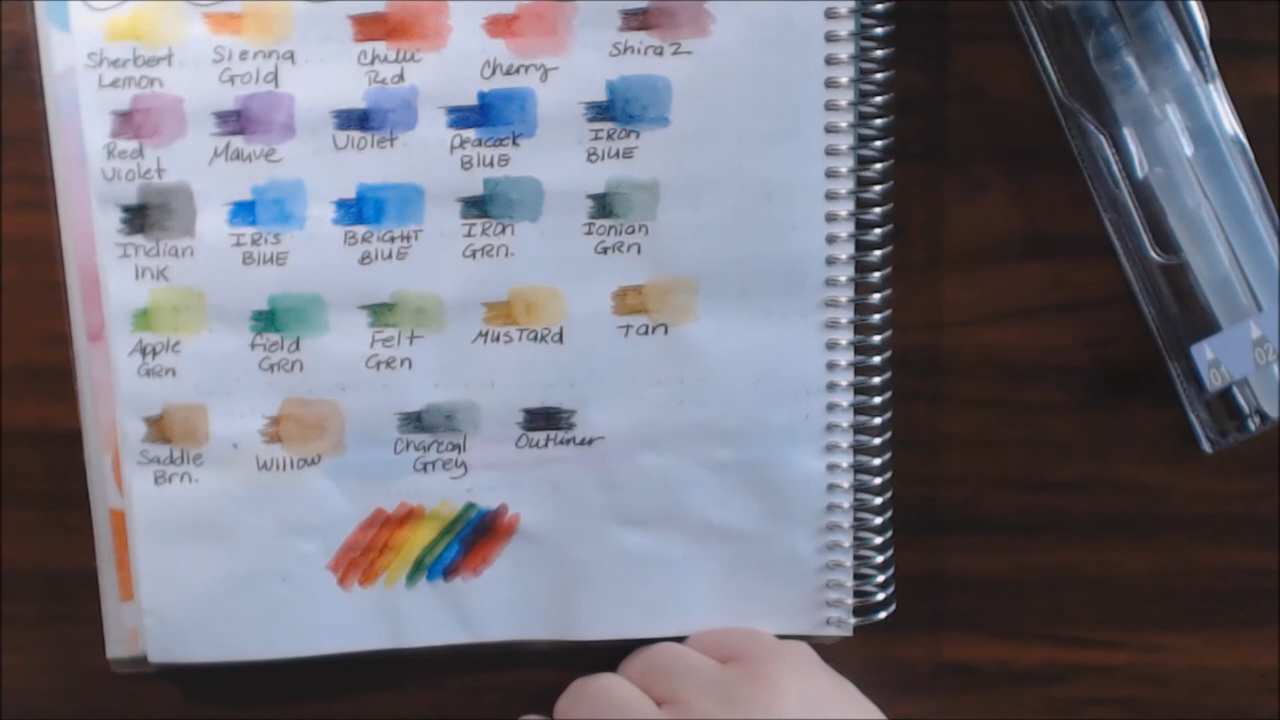 Sherbert Lemon
Sienna Gold
Chilli Red
Cherry
Shiraz
Red Violet
Mauve
Violet
Peacock BLUE
IRON BLUE
Indian Ink
IRis BLUE
BRiGHT BLUE
IRON GRn.
Ionian GRn
Apple GRn
field GRn
Felt GRn
MUSTARd
Tan
Saddle Brn.
Willow
Charcoal Grey
Outliner
01
02